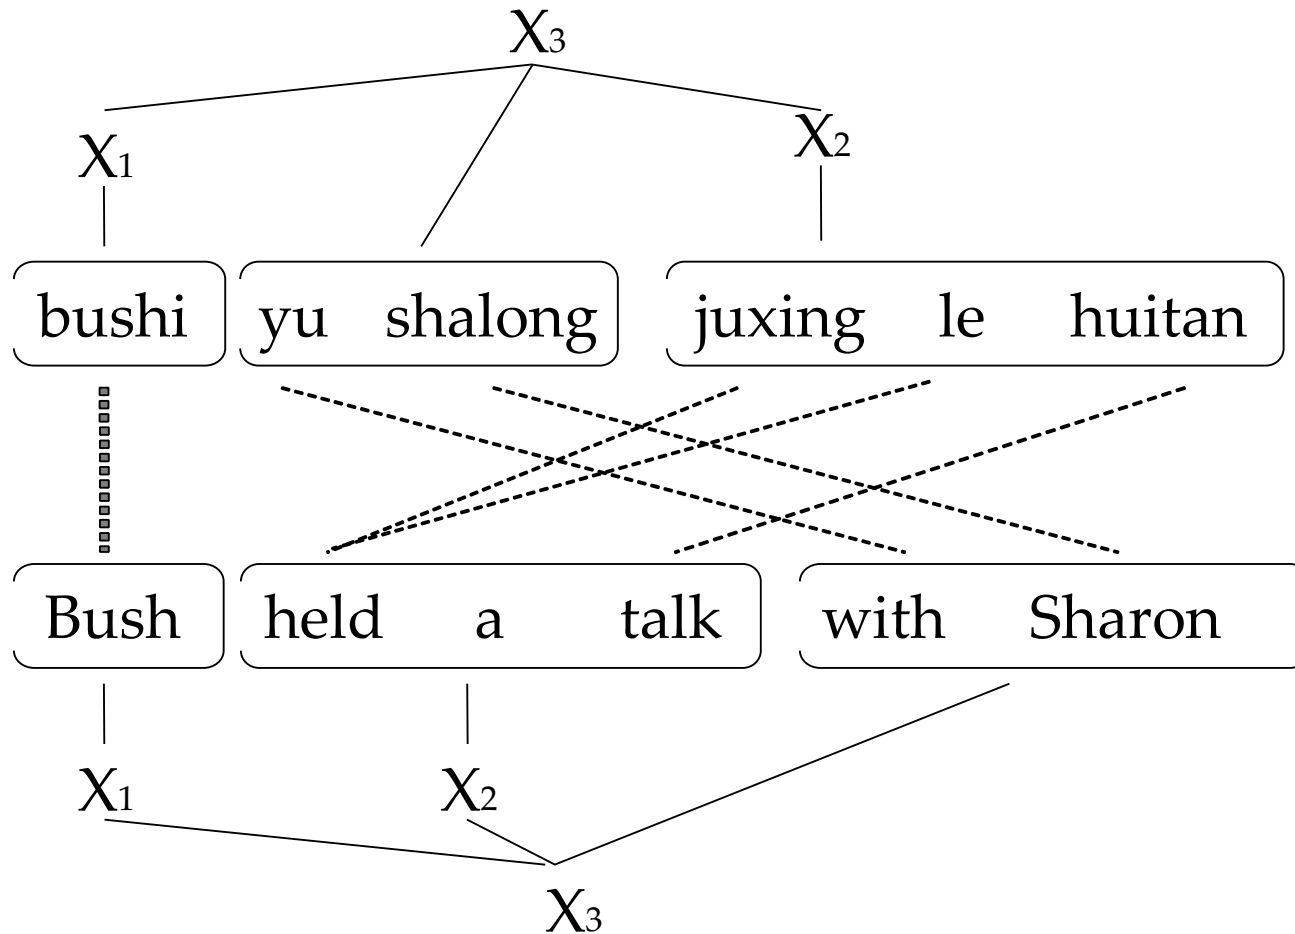 X3
X1 X2
bushi yu shalong juxing le huitan
Bush held a talk with Sharon
X1 X2
X3